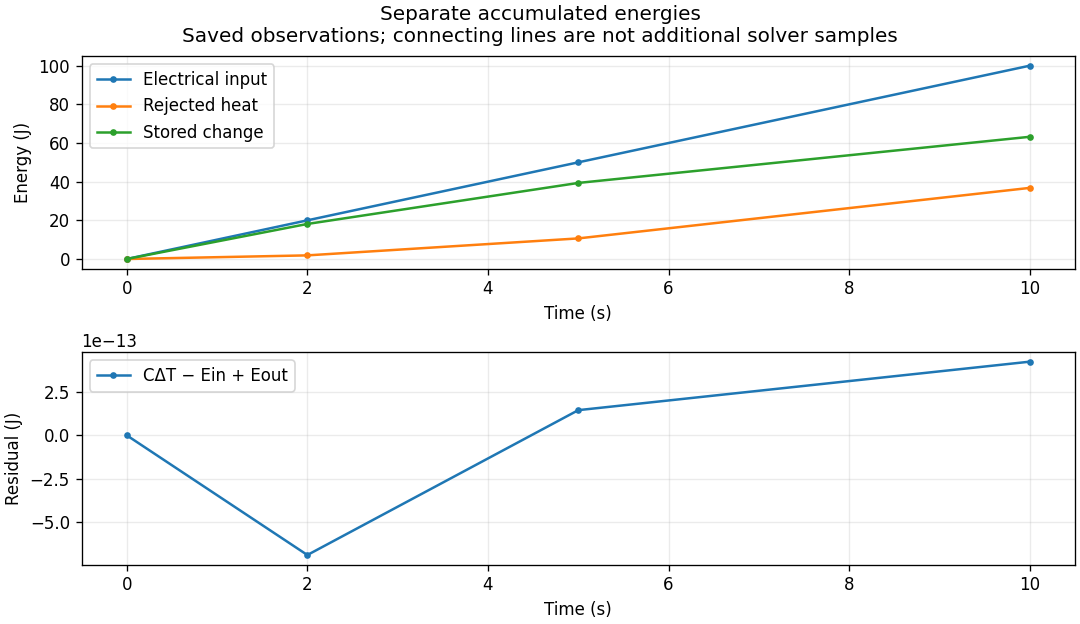 Separate accumulated energies
Saved observations; connecting lines are not additional solver samples
100
80
60
40
20
0
Energy (J)
Electrical input
Rejected heat
Stored change
0 2 4 6 8 10
Time (s)
1e−13
2.5
0.0
−2.5
−5.0
Residual (J)
CΔT − Ein + Eout
0 2 4 6 8 10
Time (s)